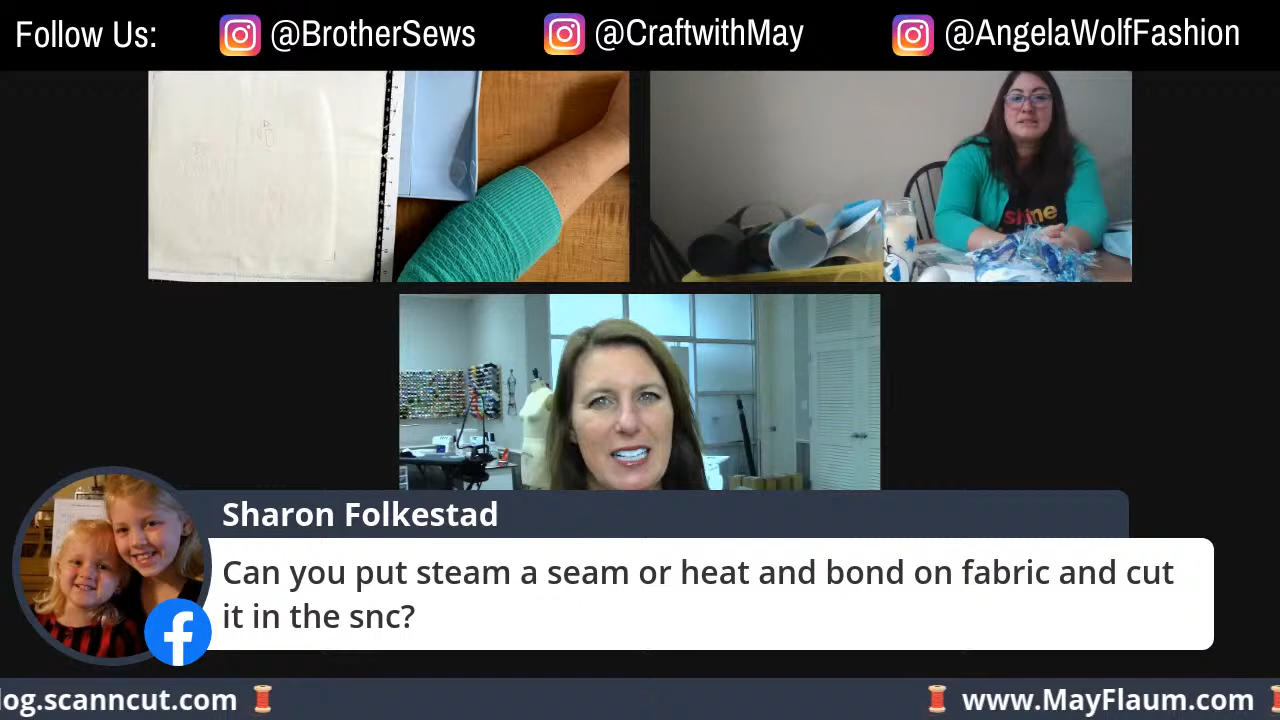 Follow Us: @BrotherSews @CraftwithMay @AngelaWolfFashion
shine
Sharon Folkestad
Can you put steam a seam or heat and bond on fabric and cut
it in the snc?
log.scanncut.com www.MayFlaum.com